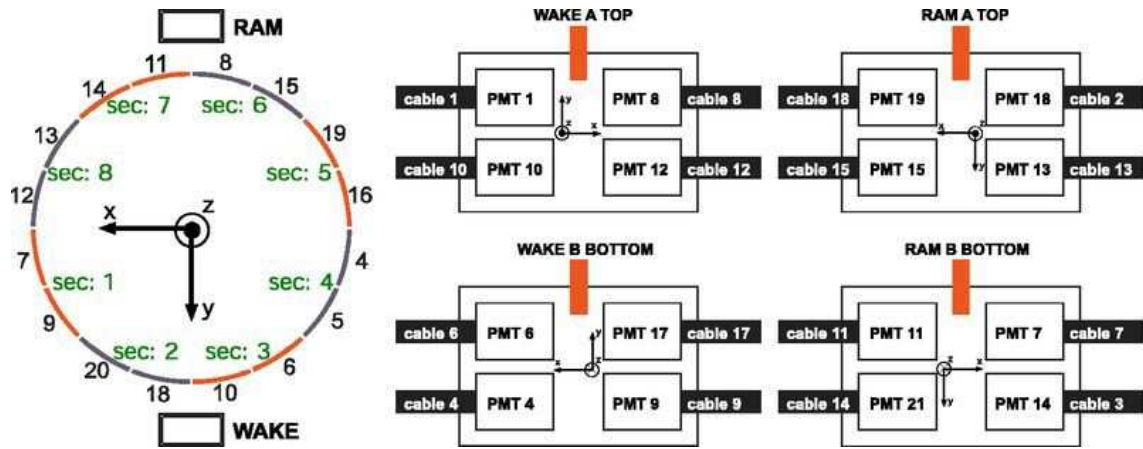 RAM
11
8
14
15
sec: 7
sec: 6
13
19
sec: 8
sec: 5
12
16
x
z
7
4
sec: 1
sec: 4
y
9
5
sec: 2
sec: 3
20
6
18
10
WAKE
WAKE A TOP
cable 1
PMT 1
PMT 8
cable 8
y
z
x
cable 10
PMT 10
PMT 12
cable 12
RAM A TOP
cable 18
PMT 19
PMT 18
cable 2
x
z
y
cable 15
PMT 15
PMT 13
cable 13
WAKE B BOTTOM
cable 6
PMT 6
PMT 17
cable 17
y
x
z
cable 4
PMT 4
PMT 9
cable 9
RAM B BOTTOM
cable 11
PMT 11
PMT 7
cable 7
z
x
y
cable 14
PMT 21
PMT 14
cable 3